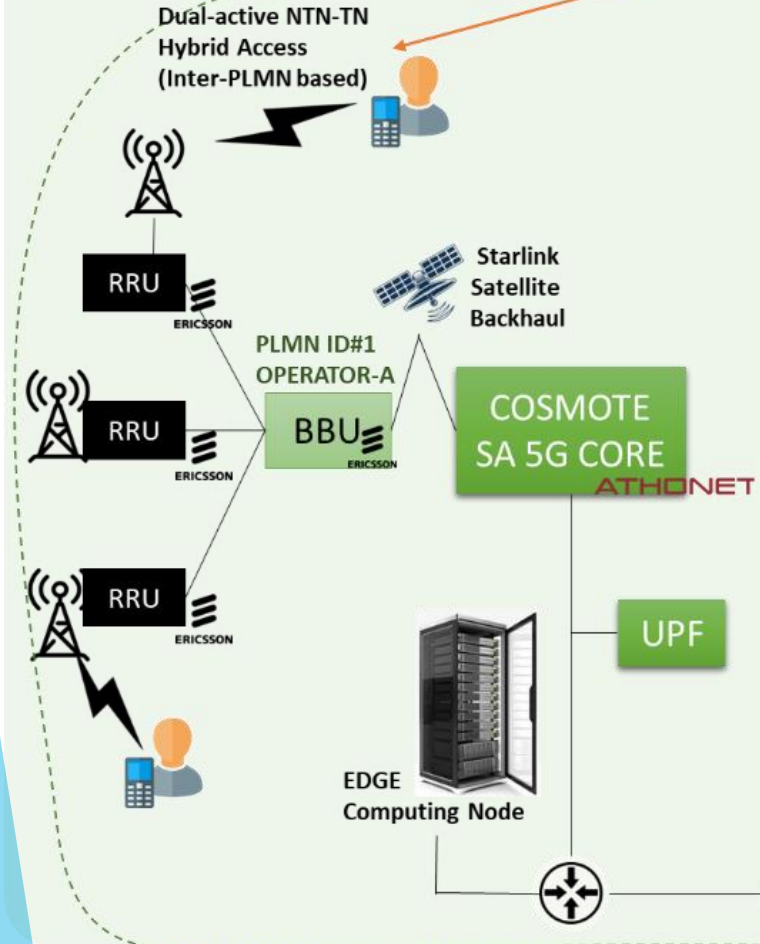 Dual-active NTN-TN
Hybrid Access
(Inter-PLMN based)
RRU
ERICSSON
Starlink
Satellite
Backhaul
PLMN ID#1
OPERATOR-A
RRU
ERICSSON
BBU
ERICSSON
COSMOTE
SA 5G CORE
ATHONET
RRU
ERICSSON
UPF
EDGE
Computing Node